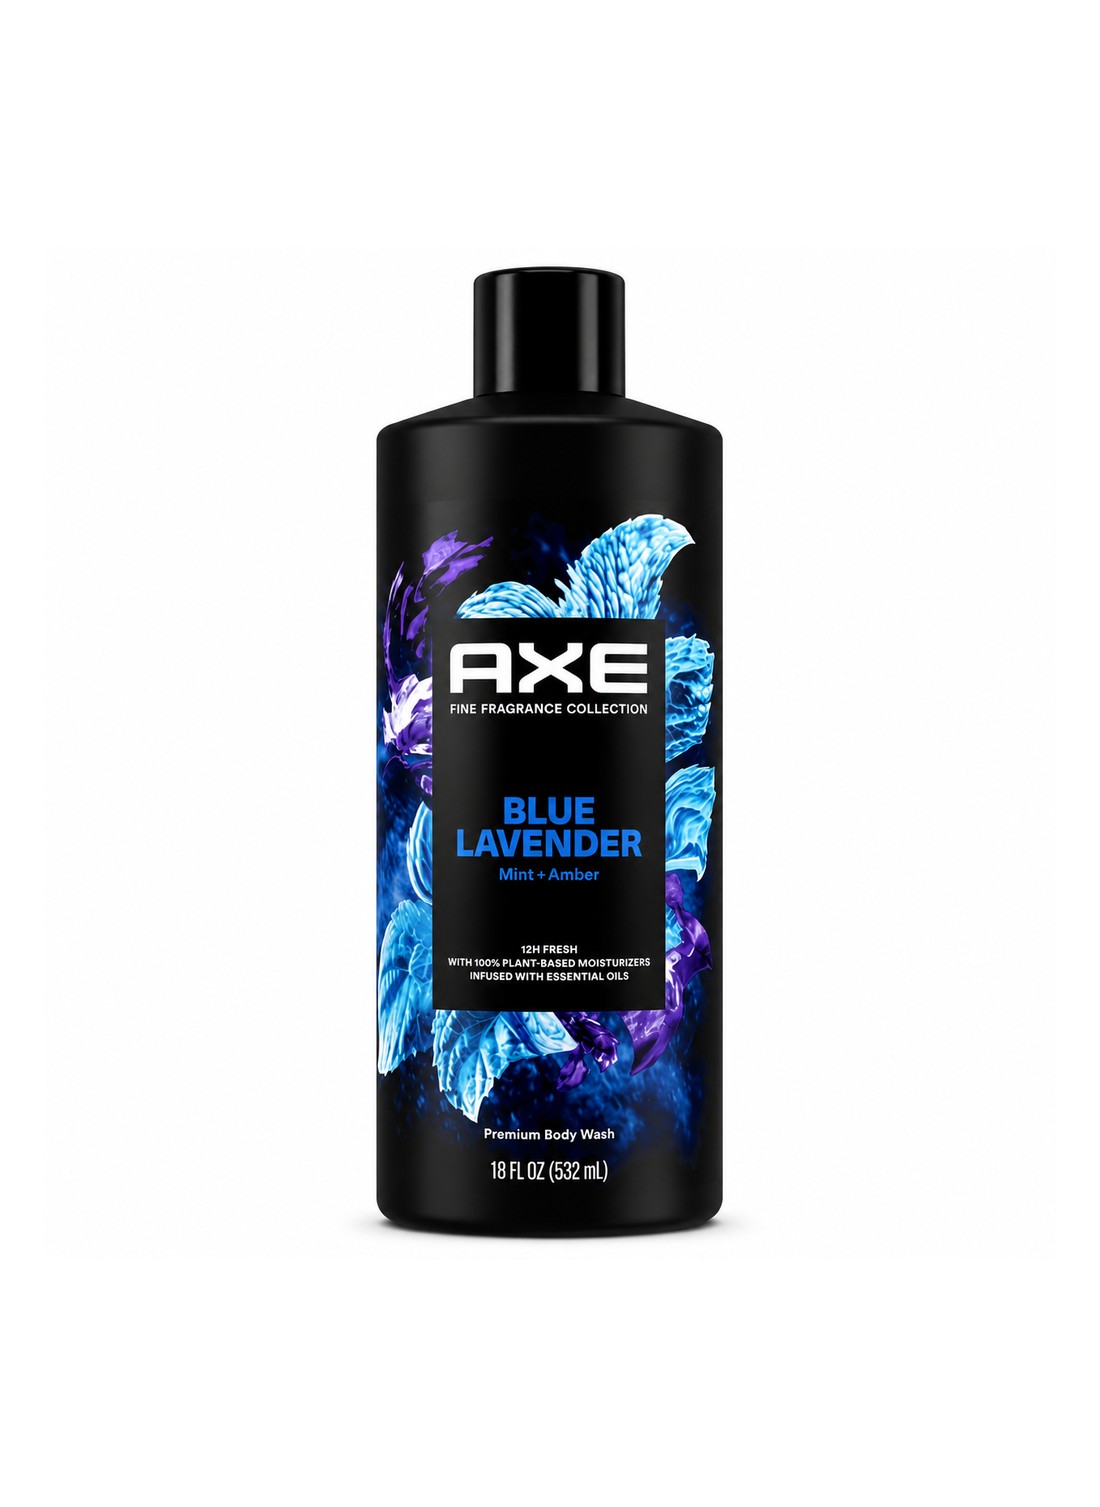 AXE
FINE FRAGRANCE COLLECTION
BLUE
LAVENDER
Mint + Amber
12H FRESH
WITH 100% PLANT-BASED MOISTURIZERS
INFUSED WITH ESSENTIAL OILS
Premium Body Wash
18 FL OZ (532 mL)